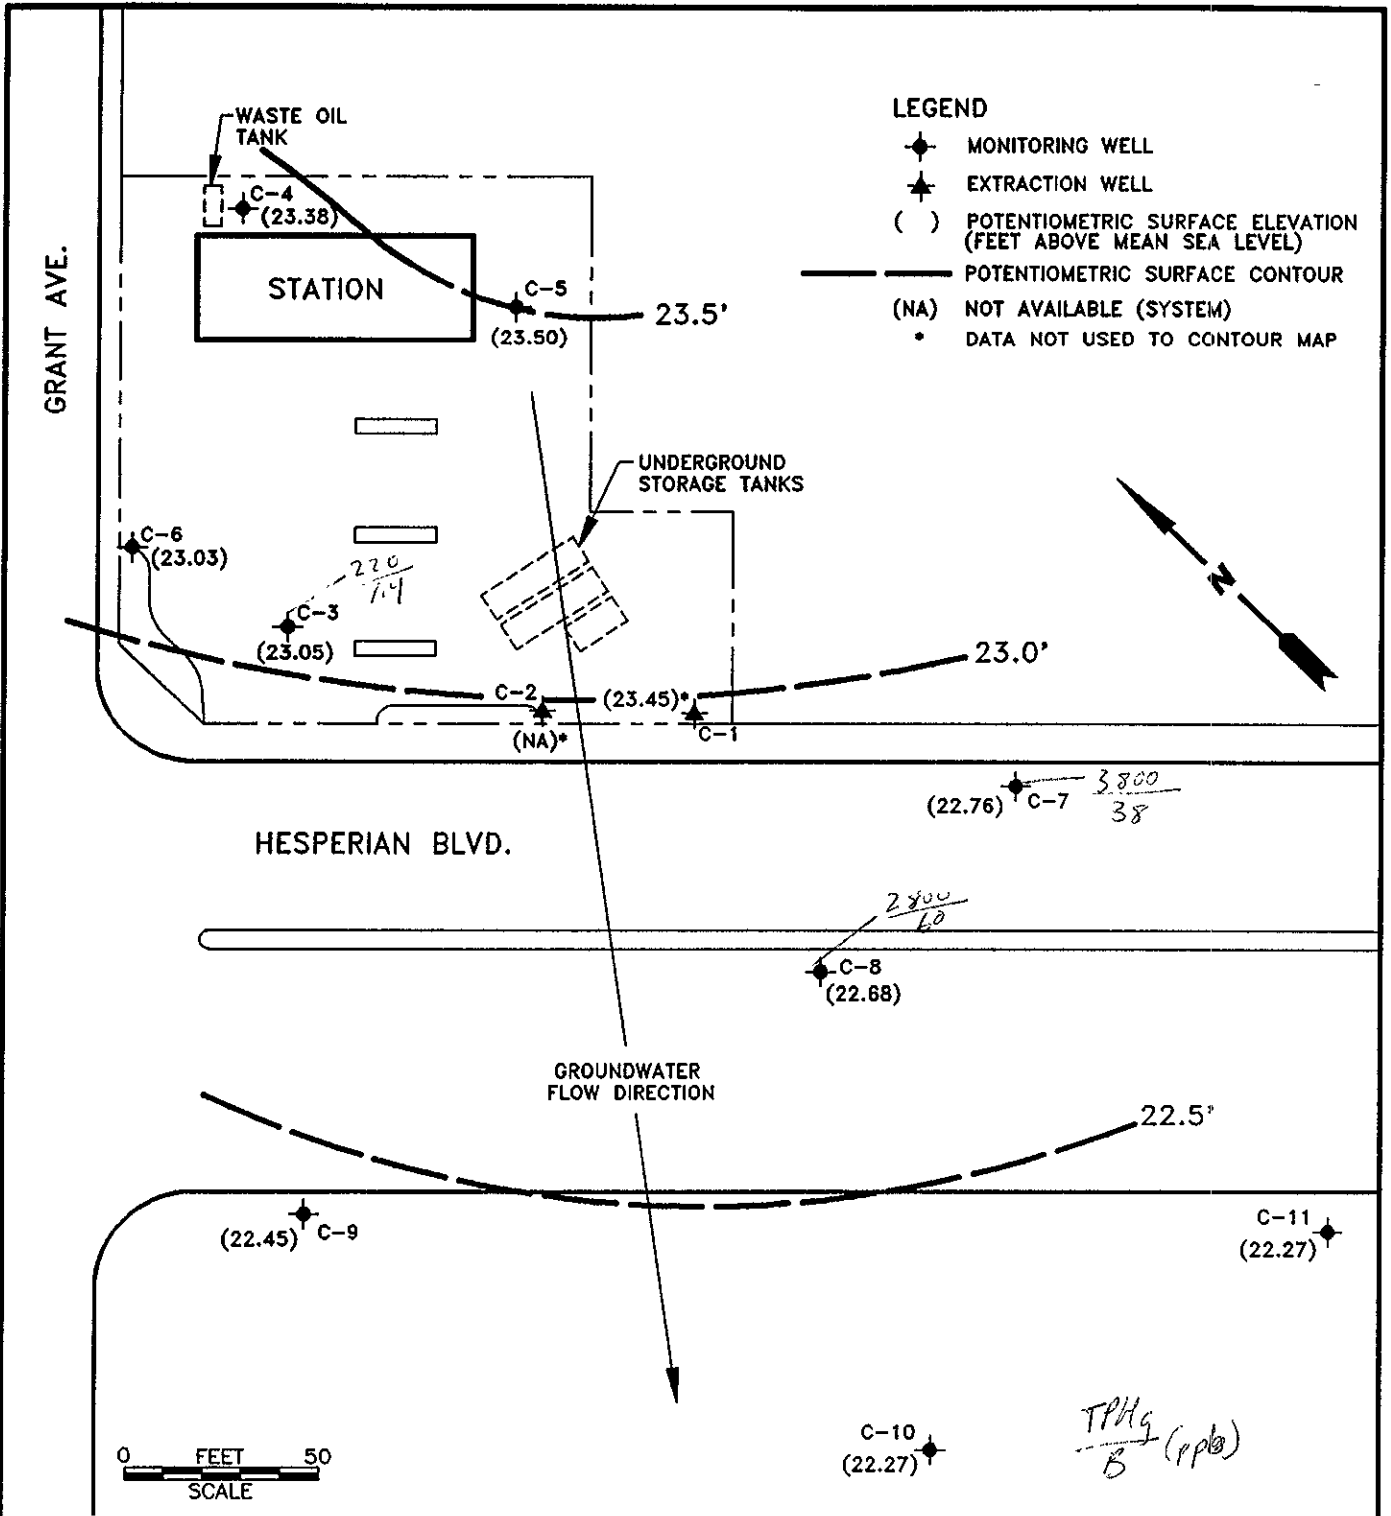 WASTE OIL
TANK
C-4
(23.38)
STATION
C-5
(23.50)
23.5'
GRANT AVE.
LEGEND
MONITORING WELL
EXTRACTION WELL
( ) POTENTIOMETRIC SURFACE ELEVATION
(FEET ABOVE MEAN SEA LEVEL)
POTENTIOMETRIC SURFACE CONTOUR
(NA) NOT AVAILABLE (SYSTEM)
* DATA NOT USED TO CONTOUR MAP
UNDERGROUND
STORAGE TANKS
C-6
(23.03)
220
C-3
(23.05)
N
23.0'
C-2
(23.45)*
(NA)*
C-1
(22.76)
C-7
3800
38
HESPERIAN BLVD.
2800
60
C-8
(22.68)
GROUNDWATER
FLOW DIRECTION
22.5'
(22.45)
C-9
C-11
(22.27)
C-10
(22.27)
TPHg
B (ppb)
0 FEET 50
SCALE